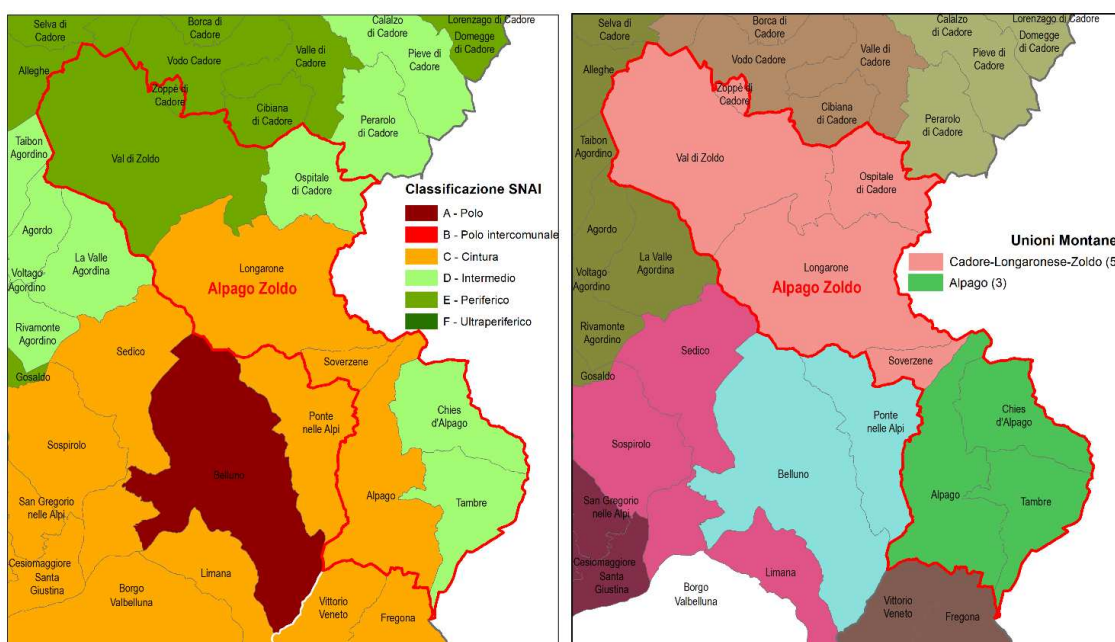 Selva di
Cadore
Borca di
Cadore
Calalzo
di Cadore
Lorenzago di Cadore
Domegge
di Cadore
Alleghe
Vodo Cadore
Valle di
Cadore
Pieve di
Cadore
Zoppè di
Cadore
Cibiana
di Cadore
Perarolo
di Cadore
Taibon
Agordino
Val di Zoldo
Ospitale
di Cadore
Agordo
La Valle
Agordina
Voltago
Agordino
Longarone
Alpago Zoldo
Rivamonte
Agordino
Sedico
Soverzene
Gosaldo
Ponte
nelle Alpi
Chies
d'Alpago
Sospirolo
Belluno
Alpago
Tambre
San Gregorio
nelle Alpi
Cesiomaggiore
Santa
Giustina
Borgo
Valbelluna
Limana
Vittorio
Veneto
Fregona
Classificazione SNAI
A - Polo
B - Polo intercomunale
C - Cintura
D - Intermedio
E - Periferico
F - Ultraperiferico
Selva di
Cadore
Borca di
Cadore
Calalzo
di Cadore
Lorenzago di Cadore
Domegge
di Cadore
Alleghe
Vodo Cadore
Valle di
Cadore
Pieve di
Cadore
Zoppè di
Cadore
Cibiana
di Cadore
Perarolo
di Cadore
Taibon
Agordino
Val di Zoldo
Ospitale
di Cadore
Agordo
La Valle
Agordina
Voltago
Agordino
Longarone
Alpago Zoldo
Rivamonte
Agordino
Sedico
Soverzene
Gosaldo
Ponte
nelle Alpi
Chies
d'Alpago
Sospirolo
Belluno
Alpago
Tambre
San Gregorio
nelle Alpi
Cesiomaggiore
Santa
Giustina
Borgo
Valbelluna
Limana
Vittorio
Veneto
Fregona
Unioni Montane
Cadore-Longaronese-Zoldo (5
Alpago (3)